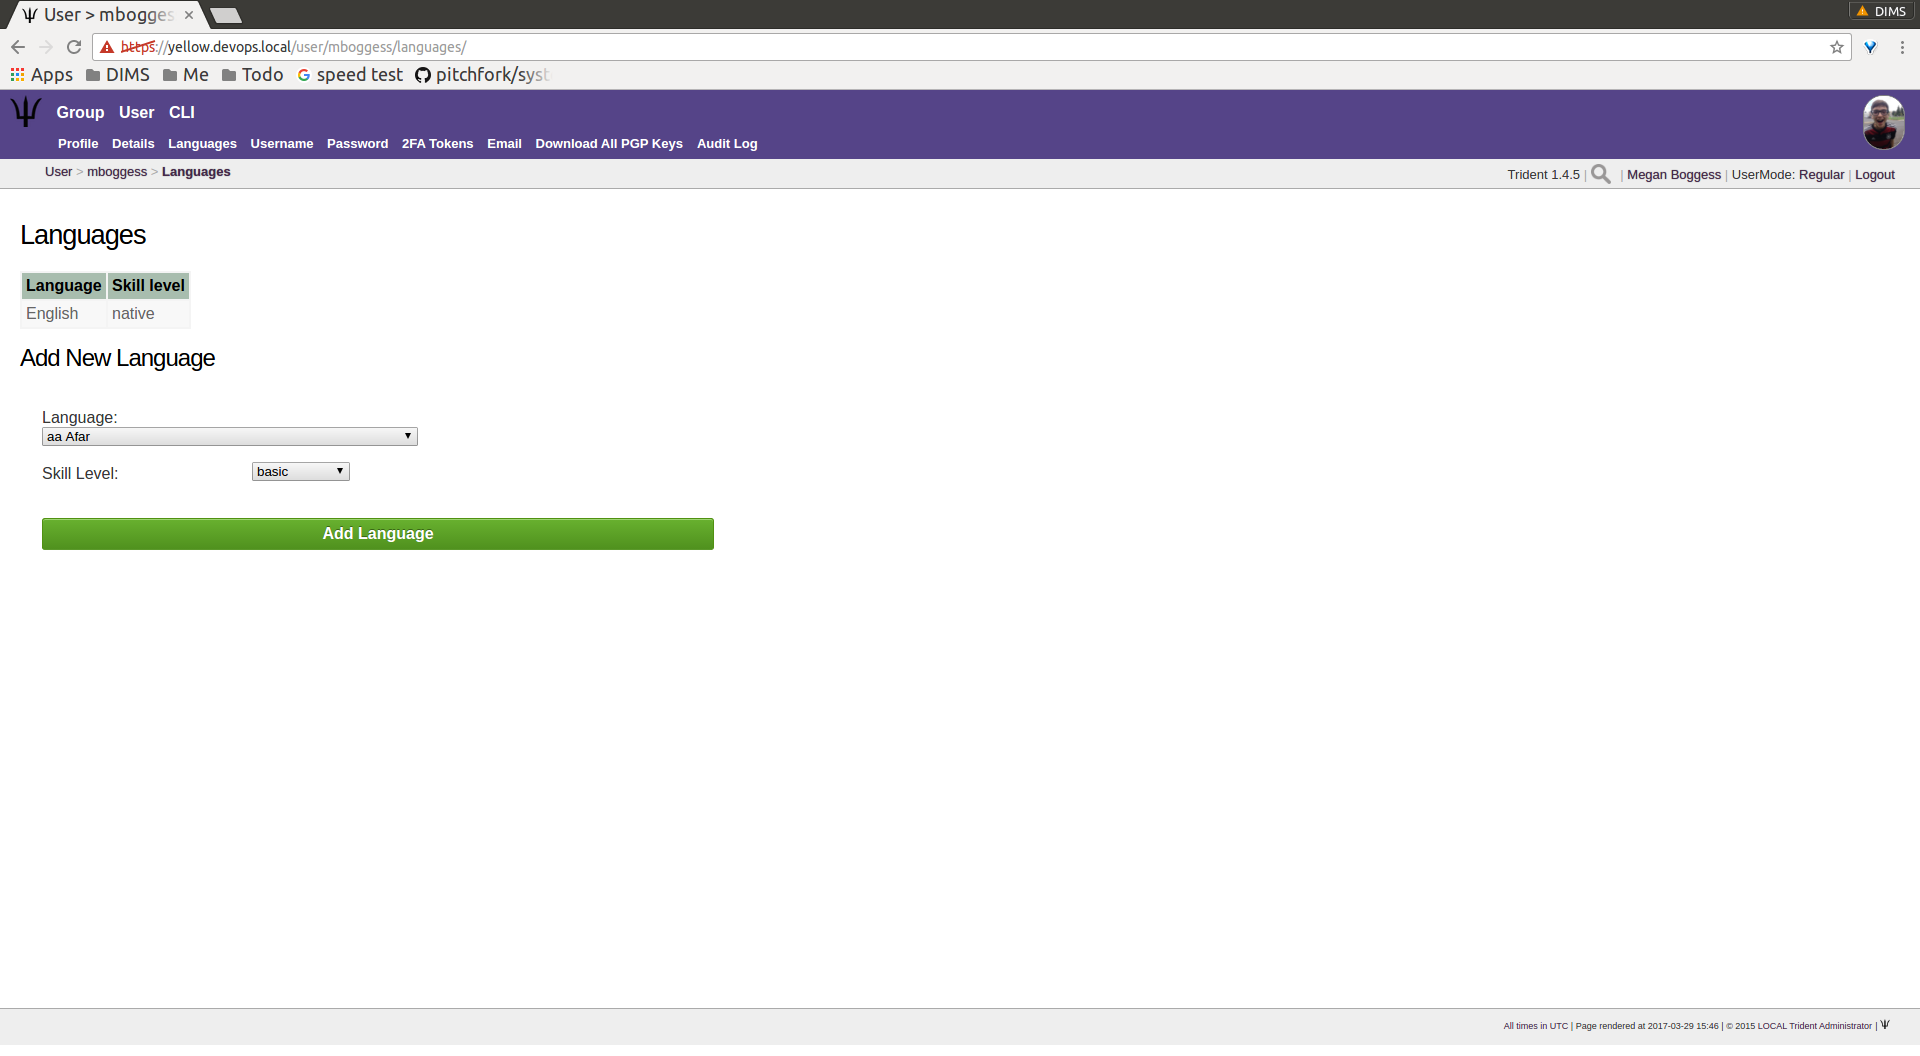 User > mbogges
DIMS
https://yellow.devops.local/user/mboggess/languages/
Apps DIMS Me Todo speed test pitchfork/syst
Group User CLI
Profile Details Languages Username Password 2FA Tokens Email Download All PGP Keys Audit Log
User > mboggess > Languages
Trident 1.4.5 | | Megan Boggess | UserMode: Regular | Logout
Languages
Language Skill level
English native
Add New Language
Language:
aa Afar
Skill Level: basic
Add Language
All times in UTC | Page rendered at 2017-03-29 15:46 | © 2015 LOCAL Trident Administrator |